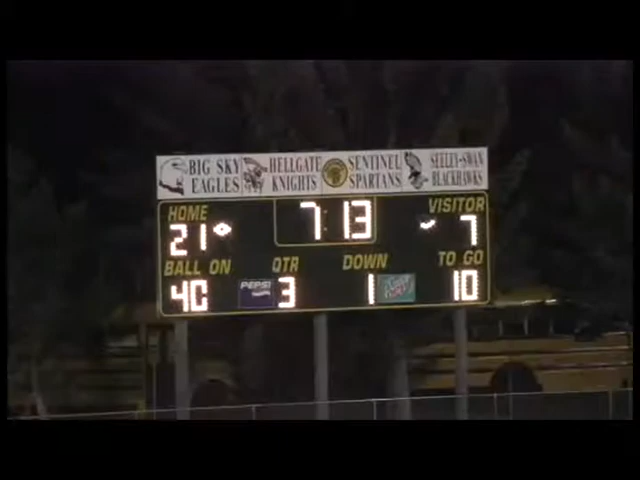 BIG SKY EAGLES HELLGATE KNIGHTS SENTINEL SPARTANS SEELEY-SWAN BLACKHAWKS
HOME 7:13 VISITOR
21 7
BALL ON QTR DOWN TO GO
40 PEPSI 3 1 10